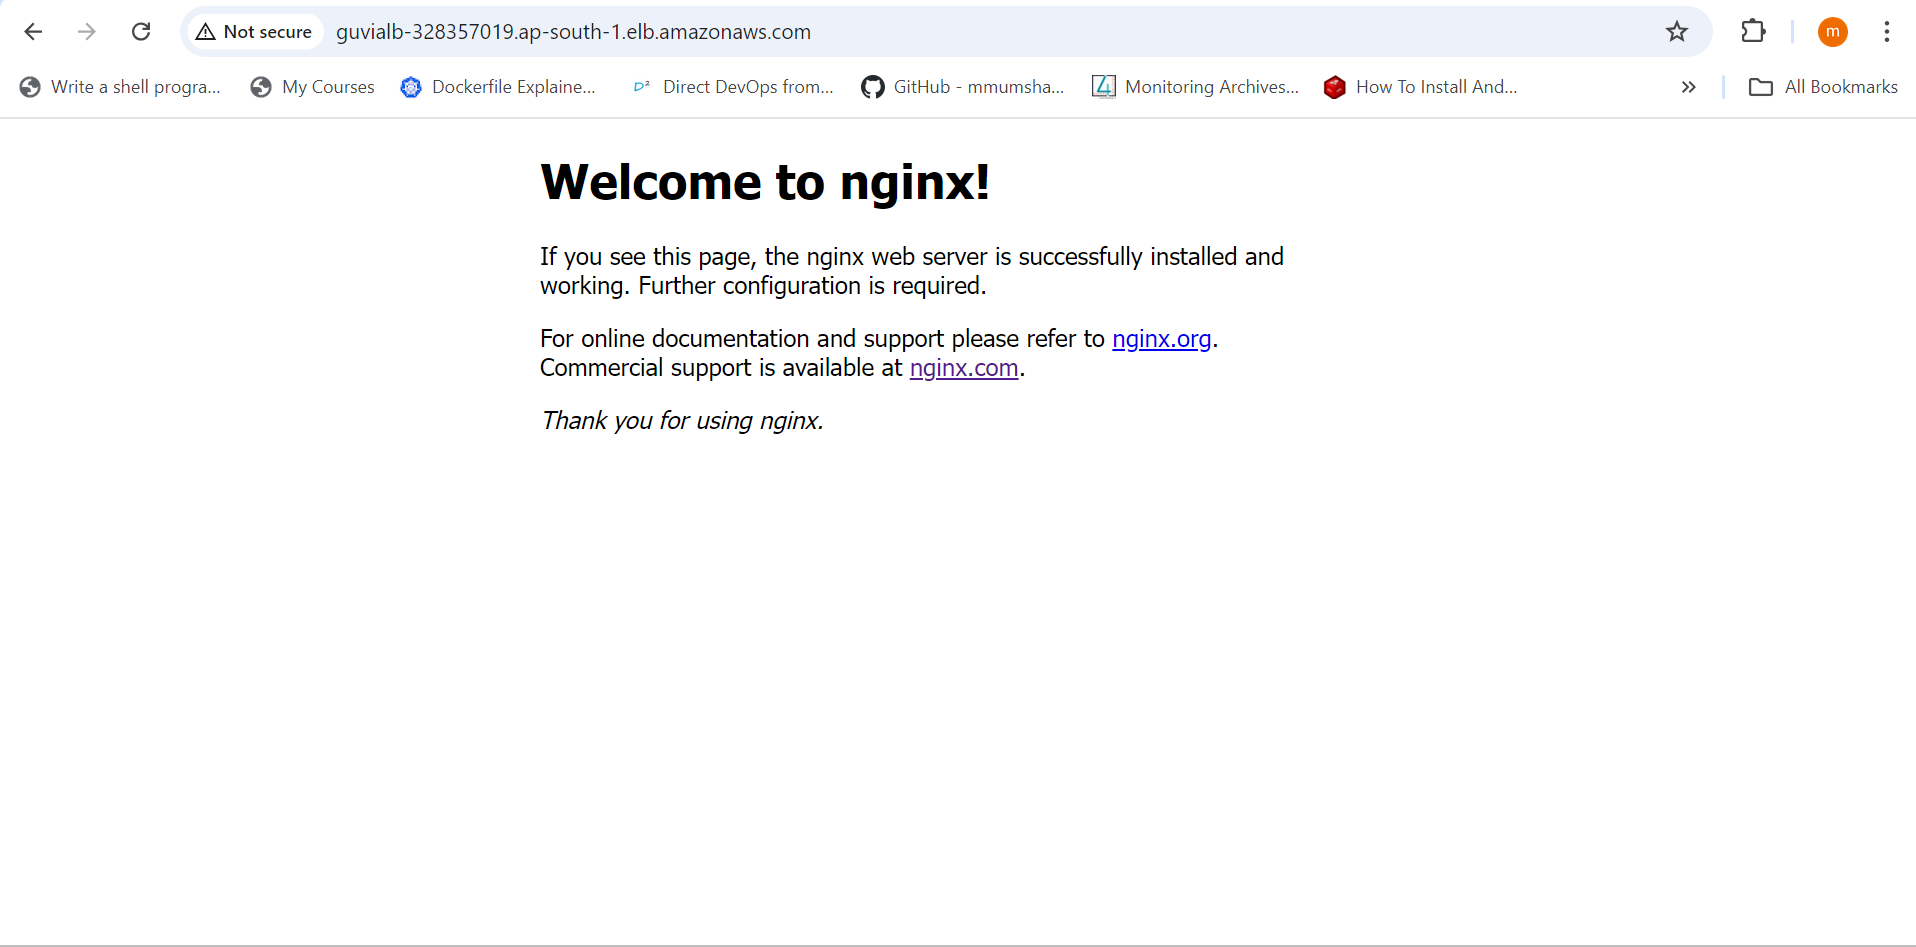 Not secure guvialb-328357019.ap-south-1.elb.amazonaws.com m
Write a shell progra... My Courses Dockerfile Explaine... D² Direct DevOps from... GitHub - mmumsha... Monitoring Archives... How To Install And... » All Bookmarks
Welcome to nginx!
If you see this page, the nginx web server is successfully installed and
working. Further configuration is required.
For online documentation and support please refer to nginx.org.
Commercial support is available at nginx.com.
Thank you for using nginx.